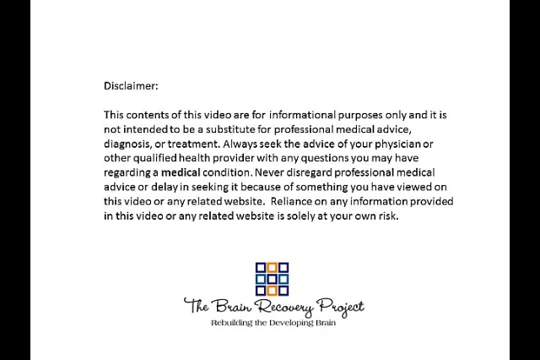 Disclaimer:
This contents of this video are for informational purposes only and it is
not intended to be a substitute for professional medical advice,
diagnosis, or treatment. Always seek the advice of your physician or
other qualified health provider with any questions you may have
regarding a medical condition. Never disregard professional medical
advice or delay in seeking it because of something you have viewed on
this video or any related website. Reliance on any information provided
in this video or any related website is solely at your own risk.
The Brain Recovery Project
Rebuilding the Developing Brain